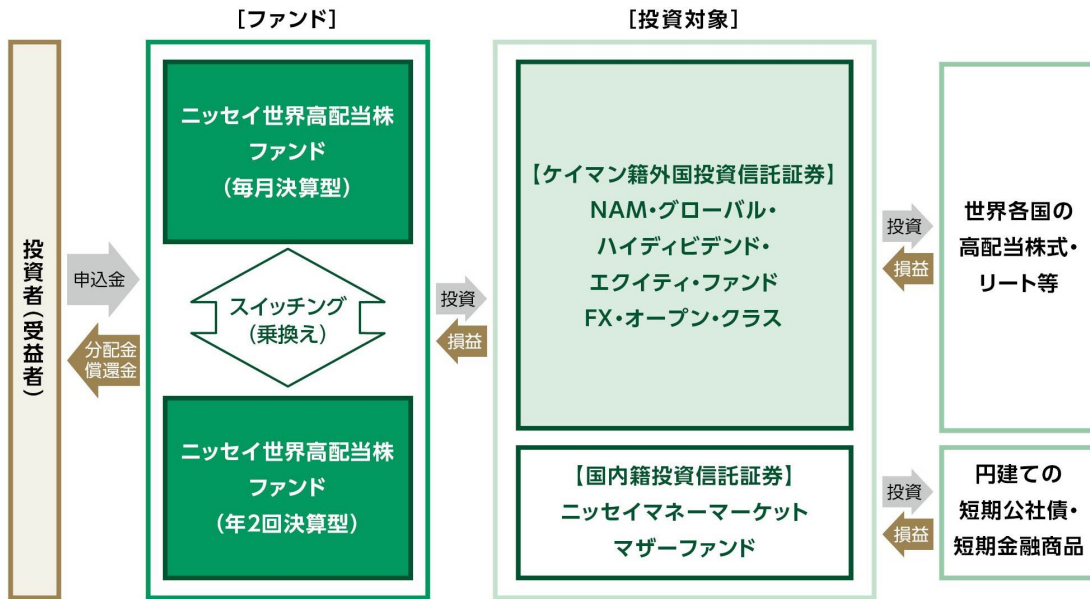 [ファンド]
[投資対象]
投資者(受益者)
申込金
分配金
償還金
ニッセイ世界高配当株
ファンド
(毎月決算型)
スイッチング
(乗換え)
ニッセイ世界高配当株
ファンド
(年2回決算型)
投資
損益
【ケイマン籍外国投資信託証券】
NAM・グローバル・
ハイディビデンド・
エクイティ・ファンド
FX・オープン・クラス
【国内籍投資信託証券】
ニッセイマネーマーケット
マザーファンド
投資
損益
世界各国の
高配当株式・
リート等
投資
損益
円建ての
短期公社債・
短期金融商品